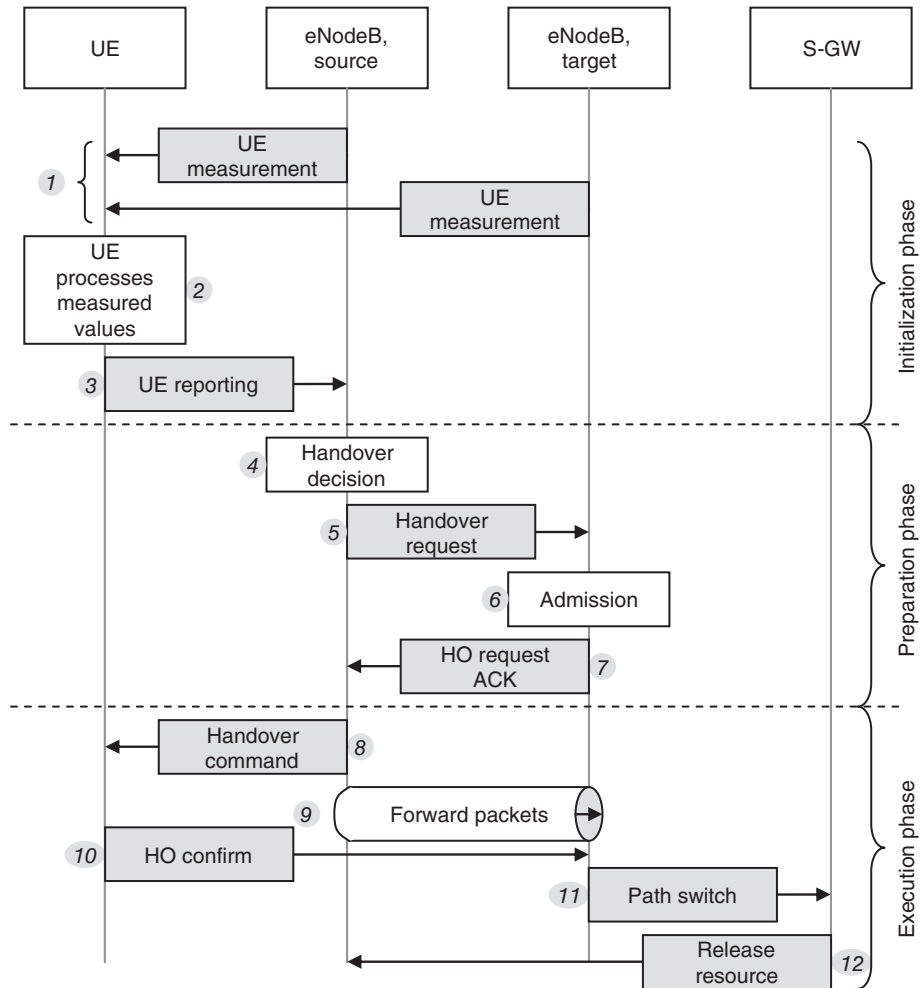 UE
eNodeB,
source
eNodeB,
target
S-GW
UE
measurement
1
UE
measurement
UE
processes
measured
values
2
3
UE reporting
Initialization phase
4
Handover
decision
5
Handover
request
6
Admission
HO request
ACK
7
Preparation phase
Handover
command
8
9
Forward packets
10
HO confirm
11
Path switch
Release
resource
12
Execution phase